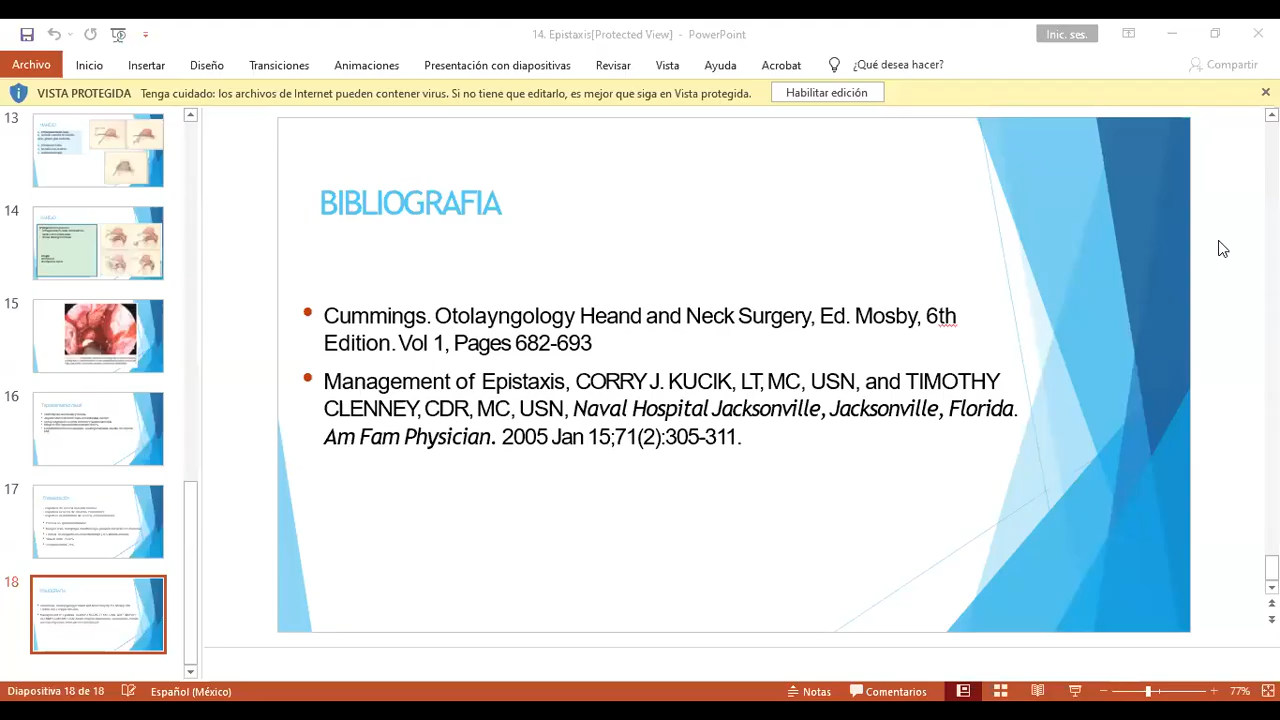 14. Epistaxis[Protected View] - PowerPoint
Inic. ses.
Archivo Inicio Insertar Diseño Transiciones Animaciones Presentación con diapositivas Revisar Vista Ayuda Acrobat ¿Qué desea hacer? Compartir
VISTA PROTEGIDA Tenga cuidado: los archivos de Internet pueden contener virus. Si no tiene que editarlo, es mejor que siga en Vista protegida. Habilitar edición
13
14
15
16
17
18
BIBLIOGRAFIA
Cummings. Otolayngology Heand and Neck Surgery, Ed. Mosby, 6th
Edition. Vol 1, Pages 682-693
Management of Epistaxis, CORRY J. KUCIK, LT, MC, USN, and TIMOTHY
CLENNEY, CDR, MC, USN, Naval Hospital Jacksonville, Jacksonville, Florida.
Am Fam Physician. 2005 Jan 15;71(2):305-311.
Diapositiva 18 de 18 Español (México) Notas Comentarios 77%